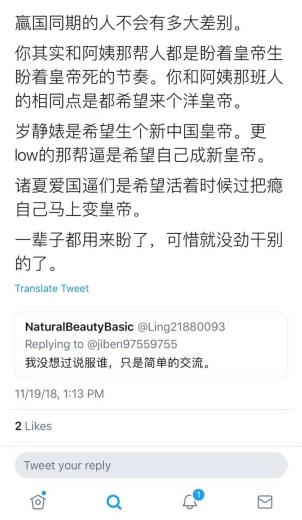 赢国同期的人不会有多大差别。
你其实和阿姨那帮人都是盼着皇帝生
盼着皇帝死的节奏。你和阿姨那班人
的相同点是都希望来个洋皇帝。
岁静婊是希望生个新中国皇帝。更
low的那帮逼是希望自己成新皇帝。
诸夏爱国逼们是希望活着时候过把瘾
自己马上变皇帝。
一辈子都用来盼了，可惜就没劲干别
的了。
Translate Tweet
NaturalBeautyBasic @Ling21880093
Replying to @jiben97559755
我没想过说服谁，只是简单的交流。
11/19/18, 1:13 PM
2 Likes
Tweet your reply
1